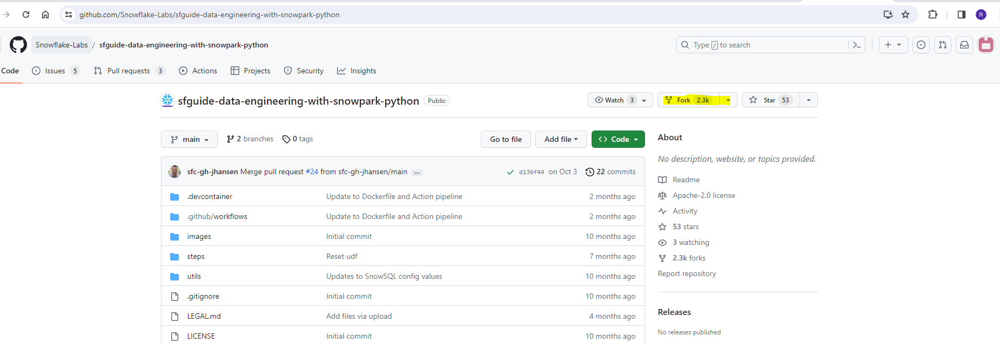 github.com/Snowflake-Labs/sfguide-data-engineering-with-snowpark-python
R
Snowflake-Labs / sfguide-data-engineering-with-snowpark-python
Type / to search
Code Issues 5 Pull requests 3 Actions Projects Security Insights
sfguide-data-engineering-with-snowpark-python Public
Watch 3 Fork 2.3k Star 53
main 2 branches 0 tags Go to file Add file <> Code
sfc-gh-jhansen Merge pull request #24 from sfc-gh-jhansen/main ... d136f44 on Oct 3 22 commits
.devcontainer Update to Dockerfile and Action pipeline 2 months ago
.github/workflows Update to Dockerfile and Action pipeline 2 months ago
images Initial commit 10 months ago
steps Reset udf 7 months ago
utils Updates to SnowSQL config values 10 months ago
.gitignore Initial commit 10 months ago
LEGAL.md Add files via upload 4 months ago
LICENSE Initial commit 10 months ago
About
No description, website, or topics provided.
Readme
Apache-2.0 license
Activity
53 stars
3 watching
2.3k forks
Report repository
Releases
No releases published